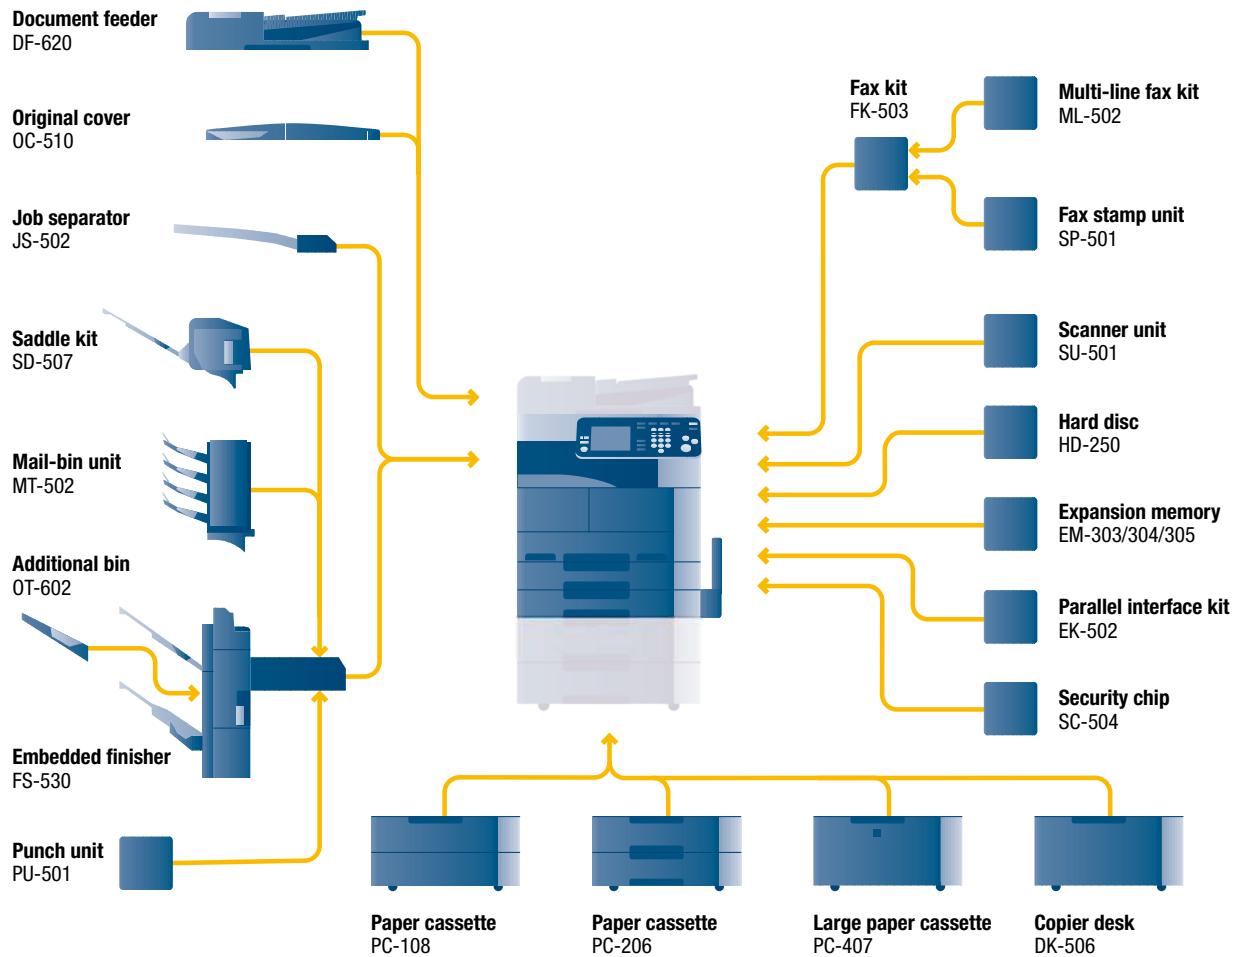 Document feeder
DF-620
Original cover
OC-510
Job separator
JS-502
Saddle kit
SD-507
Mail-bin unit
MT-502
Additional bin
OT-602
Embedded finisher
FS-530
Punch unit
PU-501
Fax kit
FK-503
Multi-line fax kit
ML-502
Fax stamp unit
SP-501
Scanner unit
SU-501
Hard disc
HD-250
Expansion memory
EM-303/304/305
Parallel interface kit
EK-502
Security chip
SC-504
Paper cassette
PC-108
Paper cassette
PC-206
Large paper cassette
PC-407
Copier desk
DK-506